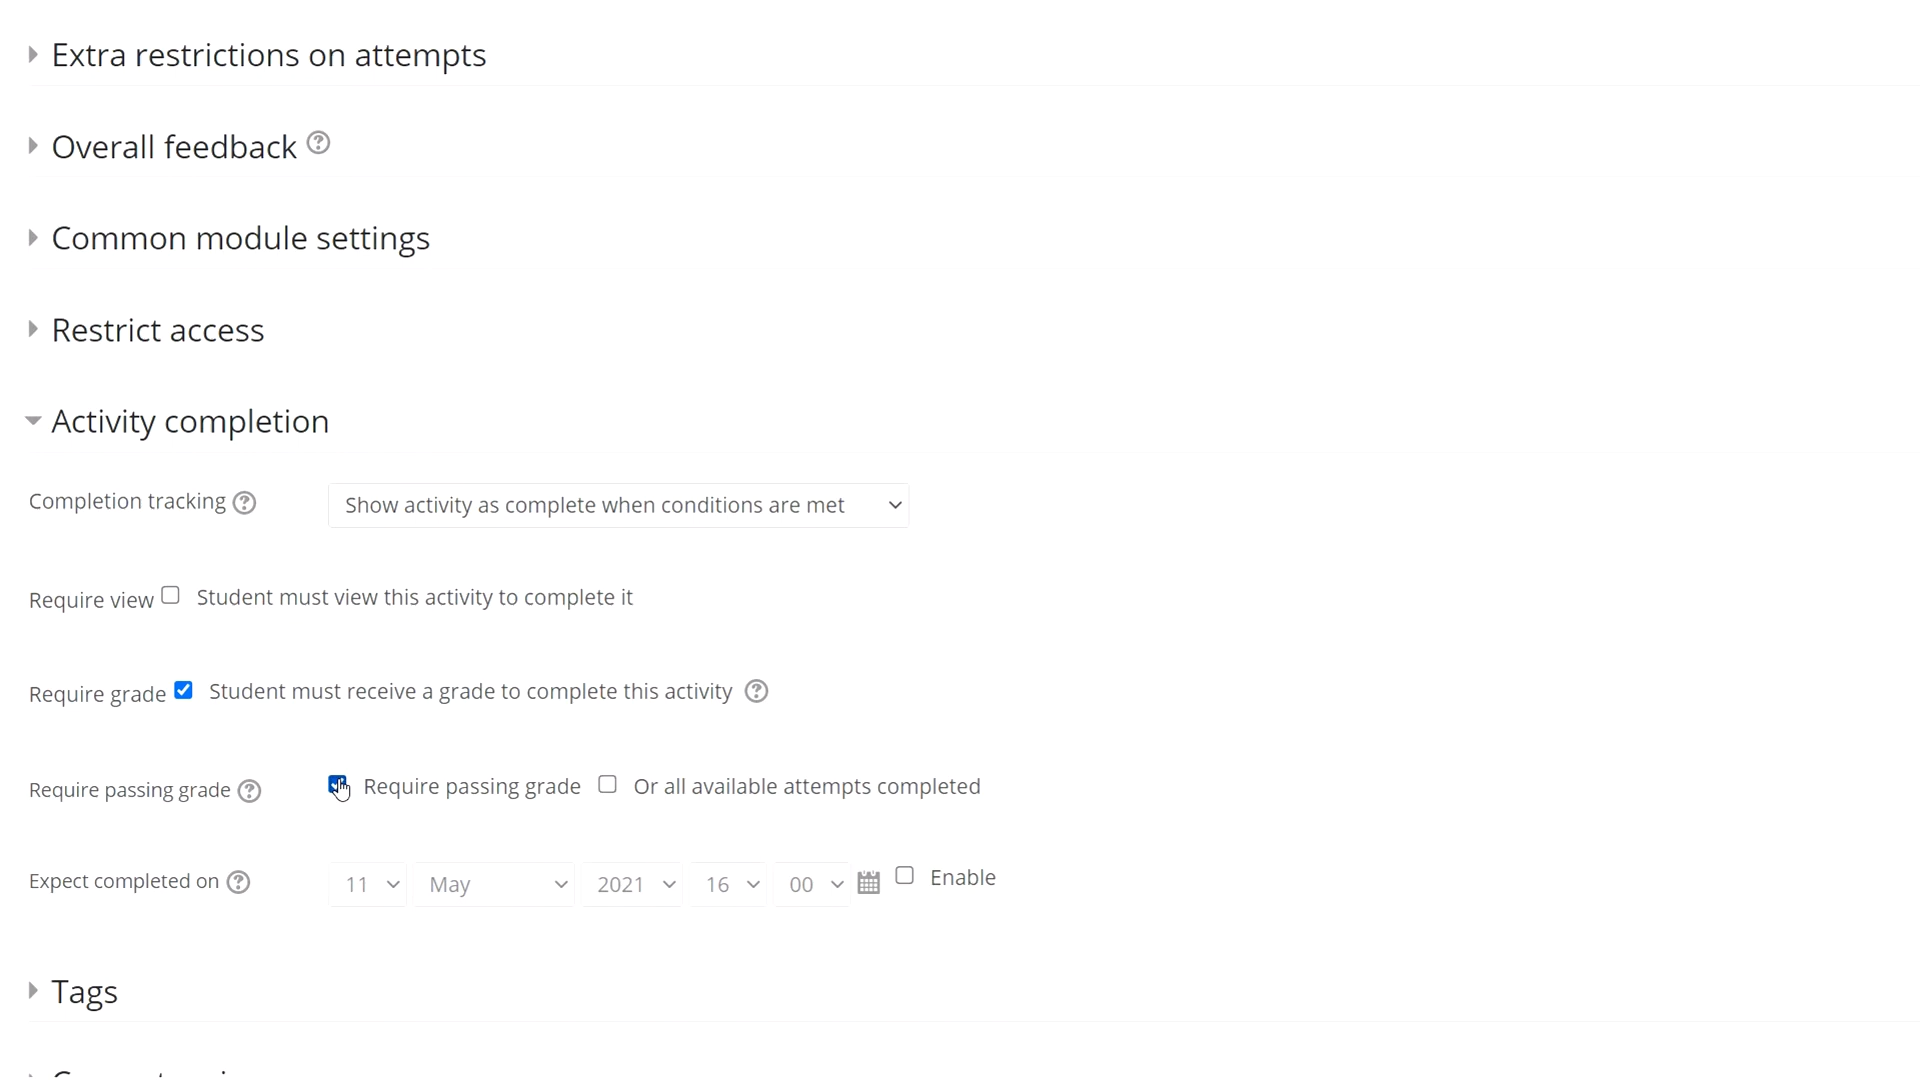 Extra restrictions on attempts
Overall feedback
Common module settings
Restrict access
Activity completion
Completion tracking Show activity as complete when conditions are met
Require view Student must view this activity to complete it
Require grade Student must receive a grade to complete this activity
Require passing grade Require passing grade Or all available attempts completed
Expect completed on 11 May 2021 16 00 Enable
Tags